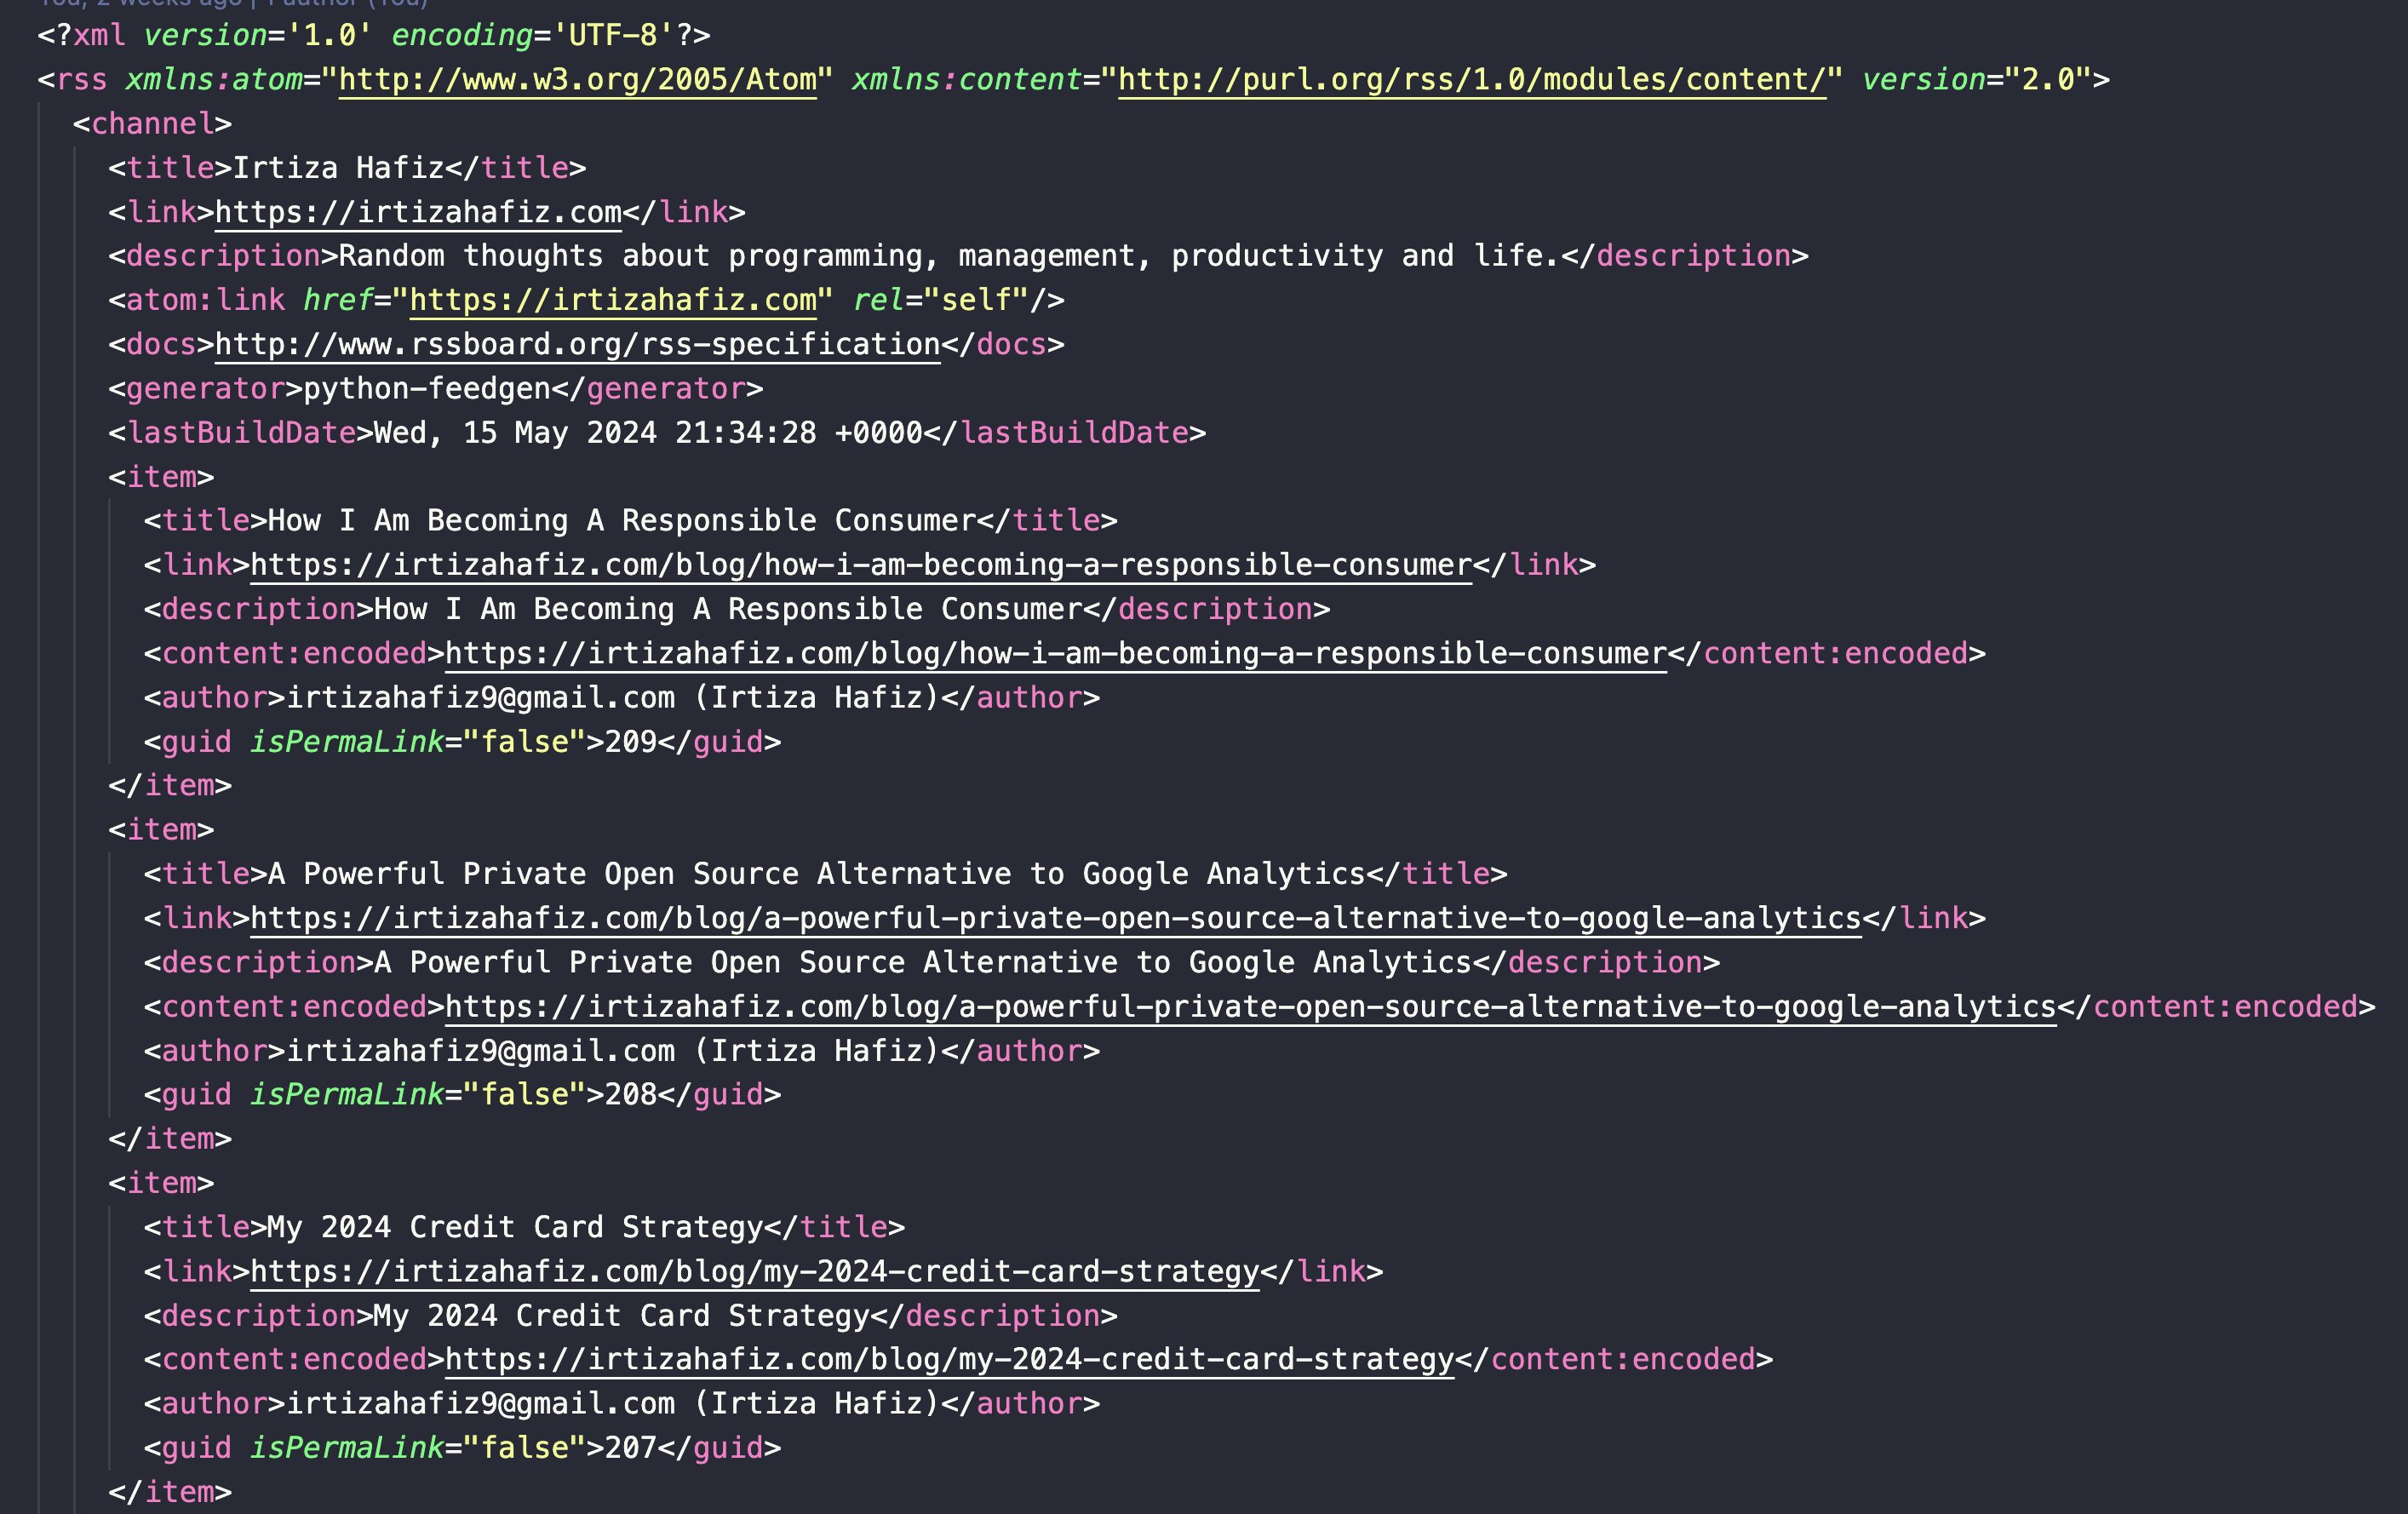 You, 2 weeks ago | 1 author (You)
<?xml version='1.0' encoding='UTF-8'?>
<rss xmlns:atom="http://www.w3.org/2005/Atom" xmlns:content="http://purl.org/rss/1.0/modules/content/" version="2.0">
<channel>
<title>Irtiza Hafiz</title>
<link>https://irtizahafiz.com</link>
<description>Random thoughts about programming, management, productivity and life.</description>
<atom:link href="https://irtizahafiz.com" rel="self"/>
<docs>http://www.rssboard.org/rss-specification</docs>
<generator>python-feedgen</generator>
<lastBuildDate>Wed, 15 May 2024 21:34:28 +0000</lastBuildDate>
<item>
<title>How I Am Becoming A Responsible Consumer</title>
<link>https://irtizahafiz.com/blog/how-i-am-becoming-a-responsible-consumer</link>
<description>How I Am Becoming A Responsible Consumer</description>
<content:encoded>https://irtizahafiz.com/blog/how-i-am-becoming-a-responsible-consumer</content:encoded>
<author>irtizahafiz9@gmail.com (Irtiza Hafiz)</author>
<guid isPermaLink="false">209</guid>
</item>
<item>
<title>A Powerful Private Open Source Alternative to Google Analytics</title>
<link>https://irtizahafiz.com/blog/a-powerful-private-open-source-alternative-to-google-analytics</link>
<description>A Powerful Private Open Source Alternative to Google Analytics</description>
<content:encoded>https://irtizahafiz.com/blog/a-powerful-private-open-source-alternative-to-google-analytics</content:encoded>
<author>irtizahafiz9@gmail.com (Irtiza Hafiz)</author>
<guid isPermaLink="false">208</guid>
</item>
<item>
<title>My 2024 Credit Card Strategy</title>
<link>https://irtizahafiz.com/blog/my-2024-credit-card-strategy</link>
<description>My 2024 Credit Card Strategy</description>
<content:encoded>https://irtizahafiz.com/blog/my-2024-credit-card-strategy</content:encoded>
<author>irtizahafiz9@gmail.com (Irtiza Hafiz)</author>
<guid isPermaLink="false">207</guid>
</item>